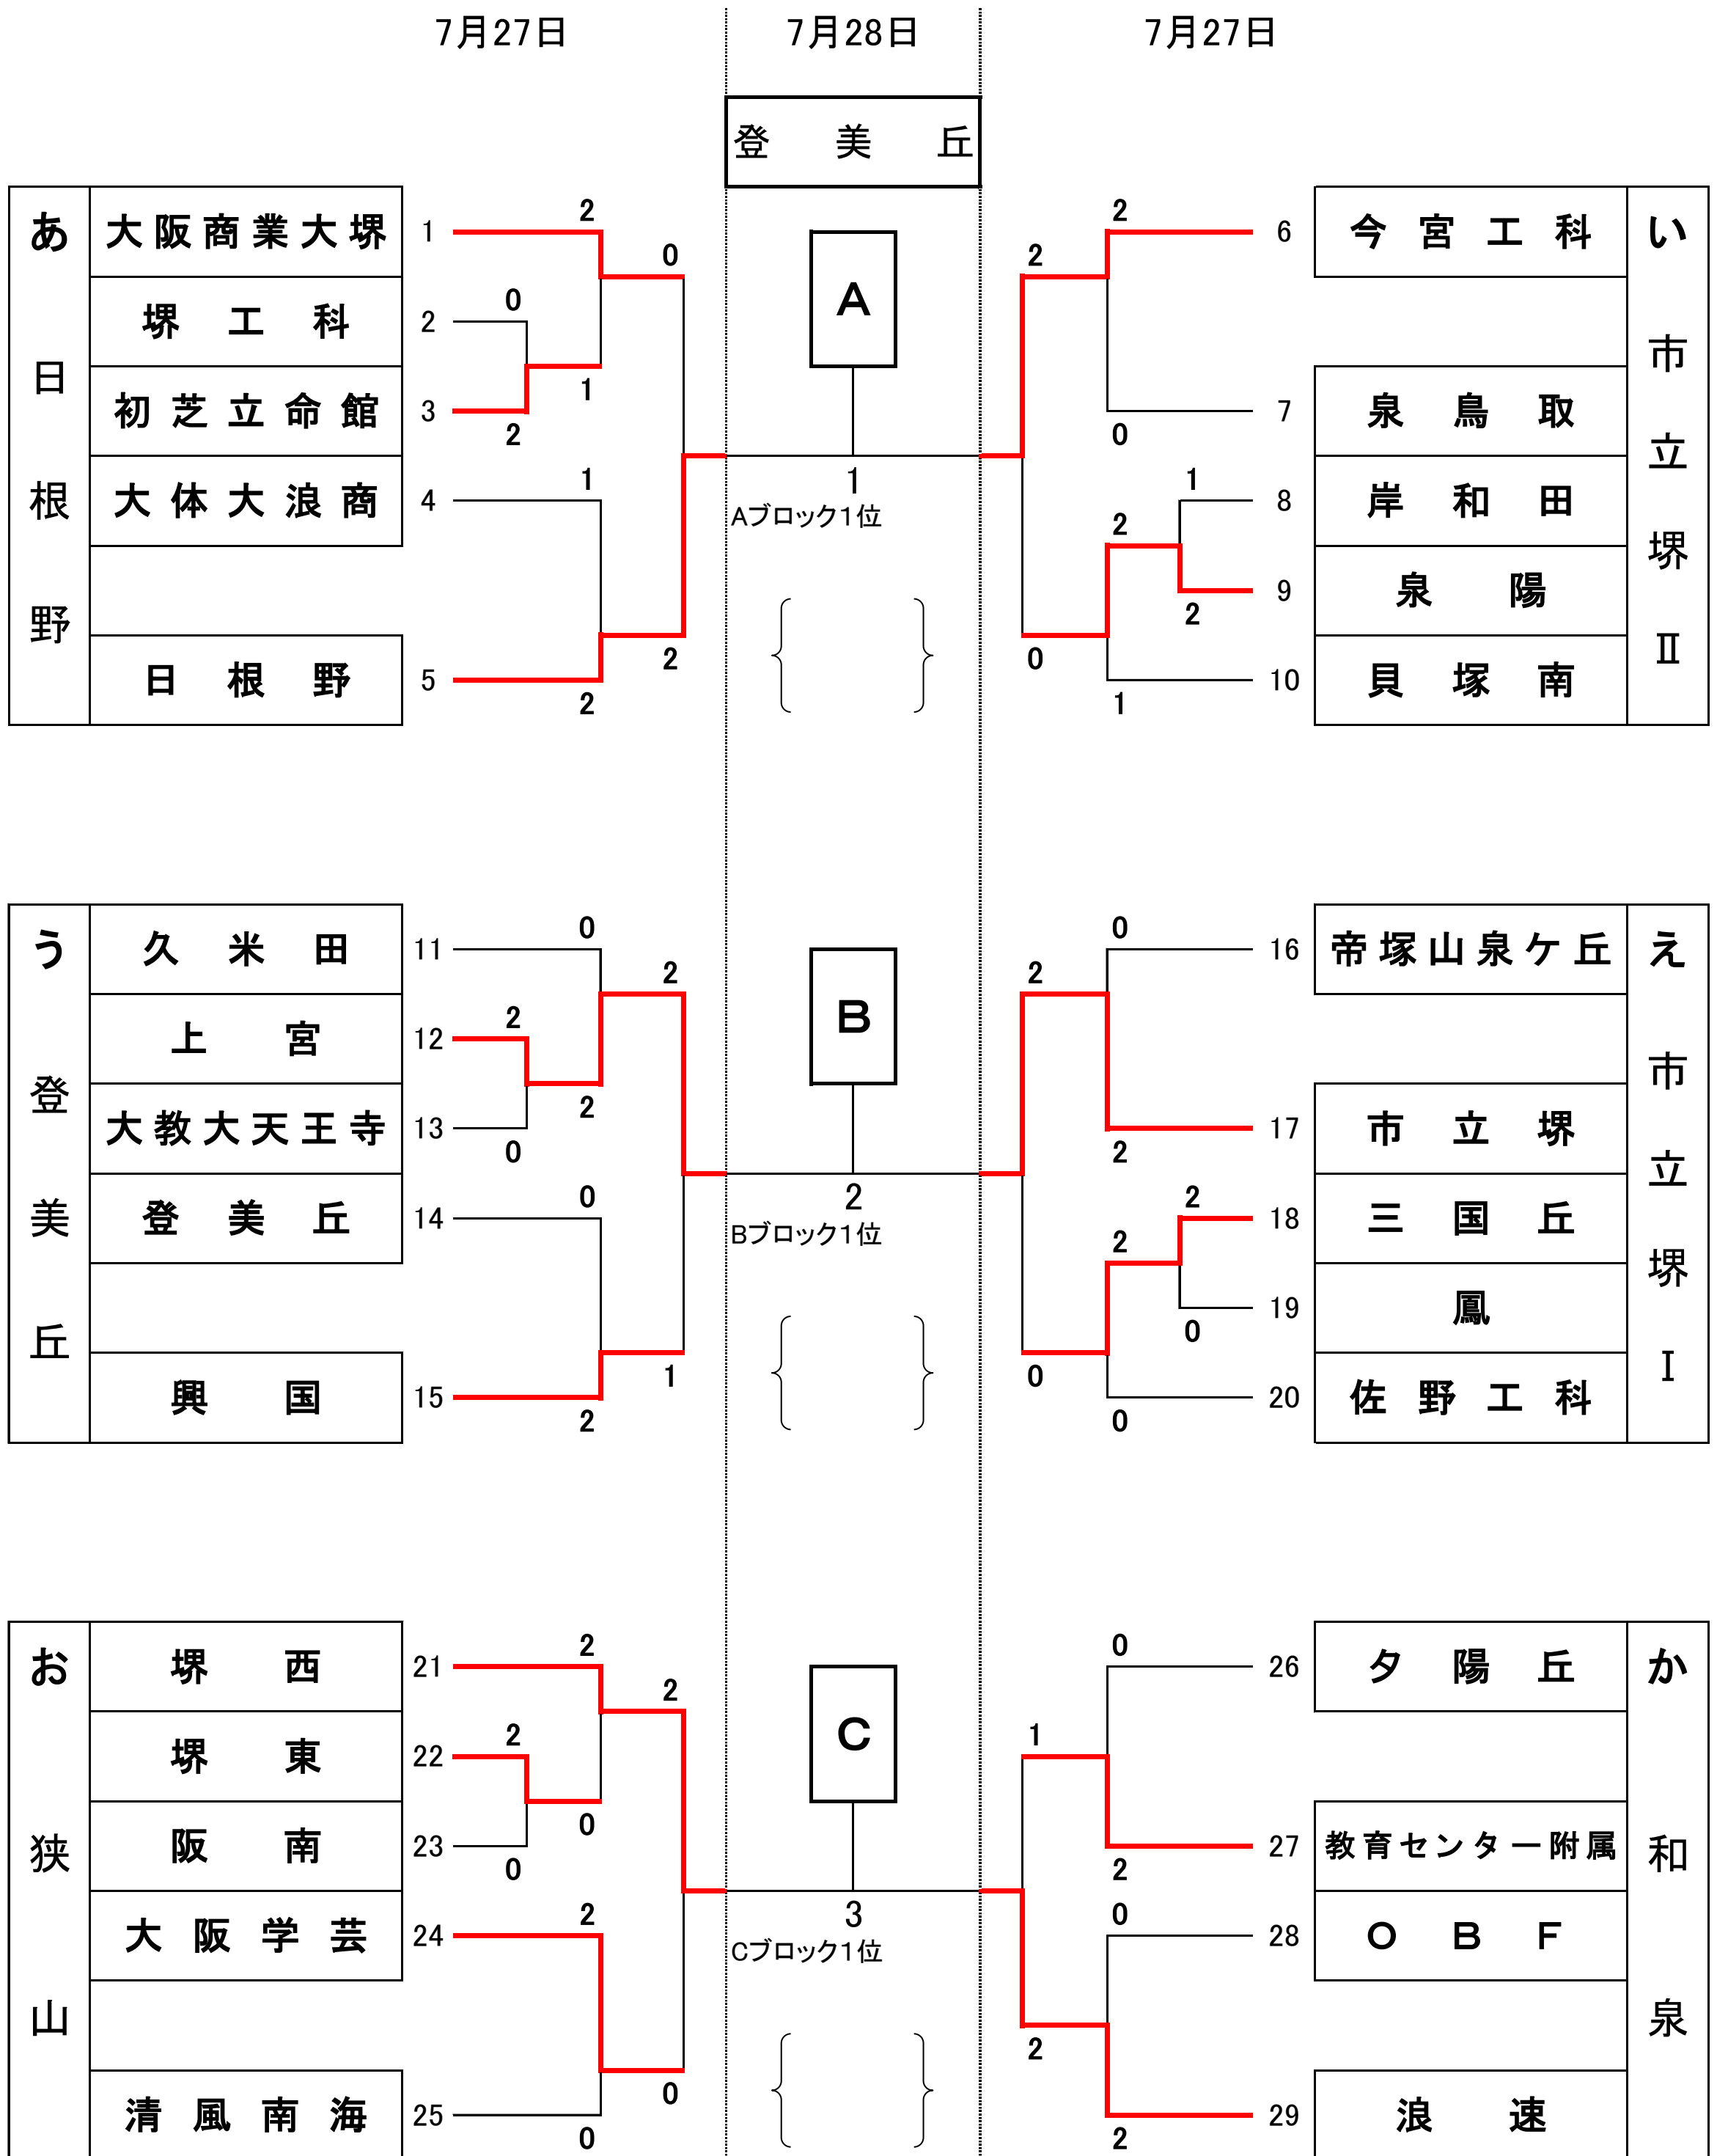 7月27日 7月28日 7月27日
登美丘
あ 日根野
大阪商業大堺 1
堺工科 2
初芝立命館 3
大体大浪商 4
日根野 5
2
0
0
1
2
1
2
2
A
1
Aブロック１位
2
2
0
1
2
2
0
1
6 今宮工科
7 泉鳥取
8 岸和田
9 泉陽
10 貝塚南
い 市立堺Ⅱ
う 登美丘
久米田 11
上宮 12
大教大天王寺 13
登美丘 14
興国 15
0
2
2
2
0
0
1
2
B
2
Bブロック１位
0
2
2
2
2
0
0
0
16 帝塚山泉ケ丘
17 市立堺
18 三国丘
19 鳳
20 佐野工科
え 市立堺Ⅰ
お 狭山
堺西 21
堺東 22
阪南 23
大阪学芸 24
清風南海 25
2
2
2
0
0
2
0
0
C
3
Cブロック１位
0
1
2
0
2
2
26 夕陽丘
27 教育センター附属
28 ＯＢＦ
29 浪速
か 和泉